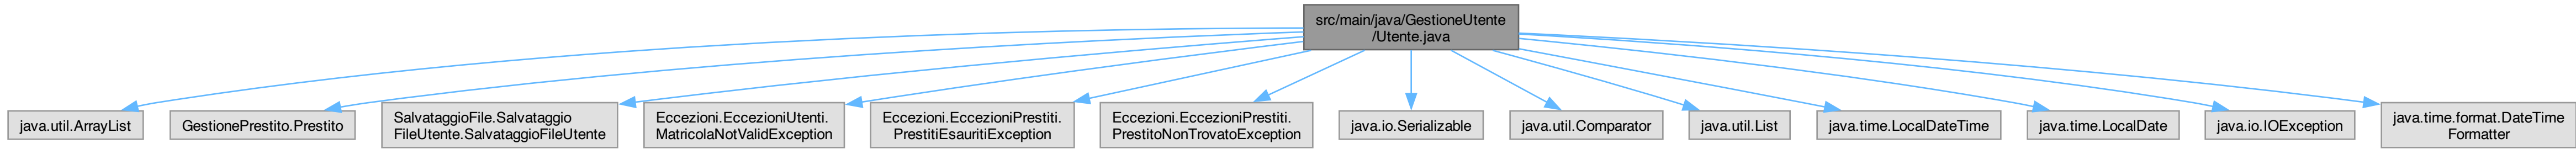 src/main/java/GestioneUtente
/Utente.java
java.util.ArrayList
GestionePrestito.Prestito
SalvataggioFile.Salvataggio
FileUtente.SalvataggioFileUtente
Eccezioni.EccezioniUtenti.
MatricolaNotValidException
Eccezioni.EccezioniPrestiti.
PrestitiEsauritiException
Eccezioni.EccezioniPrestiti.
PrestitoNonTrovatoException
java.io.Serializable
java.util.Comparator
java.util.List
java.time.LocalDateTime
java.time.LocalDate
java.io.IOException
java.time.format.DateTime
Formatter